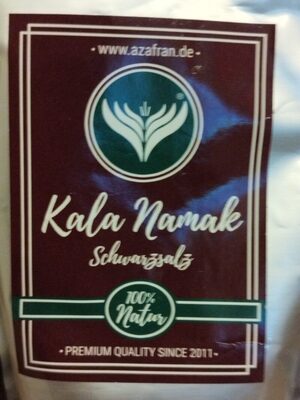 • www.azafran.de •
®
Kala Namak
Schwarzsalz
100%
Natur
• PREMIUM QUALITY SINCE 2011 •